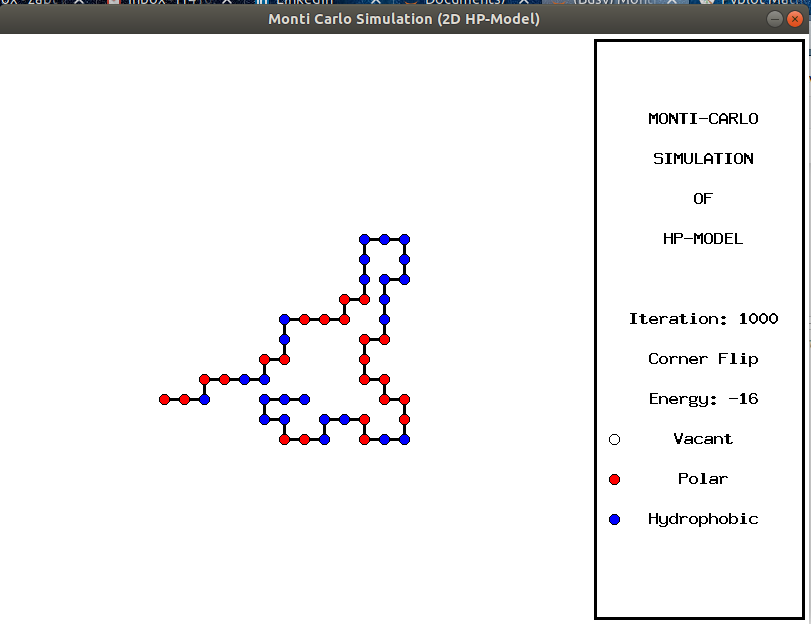 Monti Carlo Simulation (2D HP-Model)
MONTI-CARLO
SIMULATION
OF
HP-MODEL
Iteration: 1000
Corner Flip
Energy: -16
Vacant
Polar
Hydrophobic